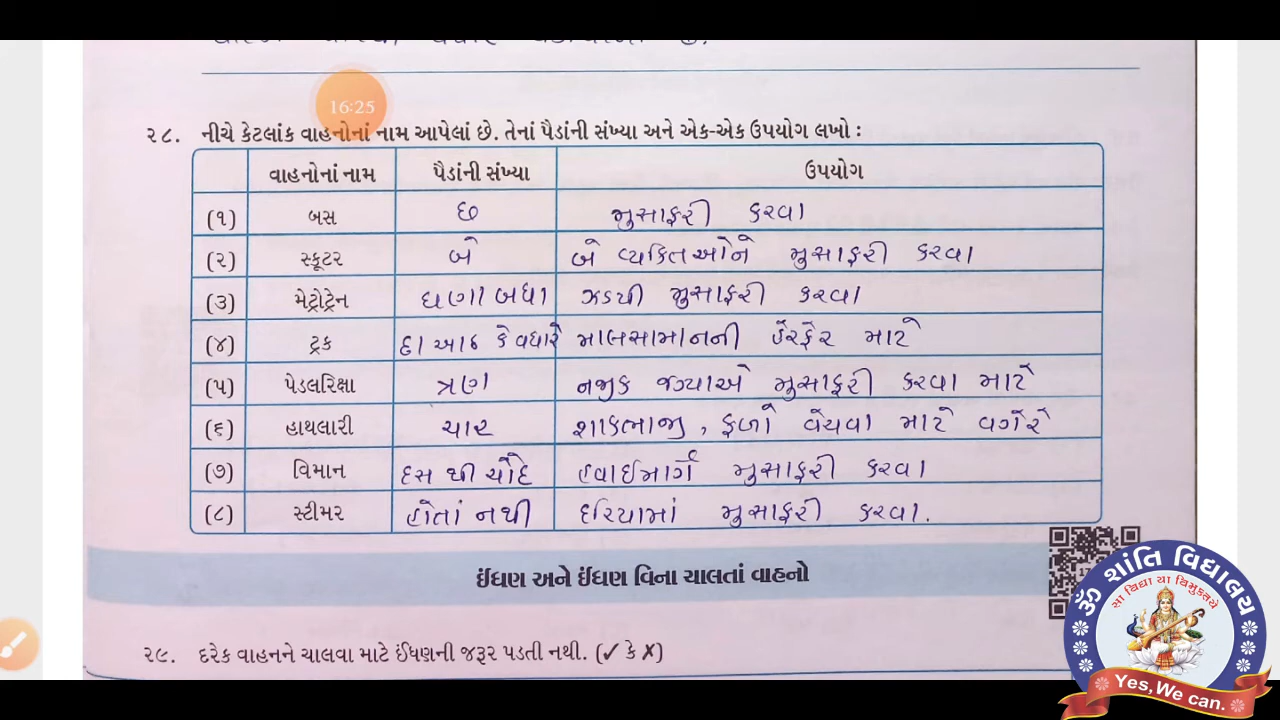 16:25
૨૮. નીચે કેટલાંક વાહનોનાં નામ આપેલાં છે. તેનાં પૈડાંની સંખ્યા અને એક-એક ઉપયોગ લખો :
વાહનોનાં નામ પૈડાંની સંખ્યા ઉપયોગ
(૧) બસ છ મુસાફરી કરવા
(૨) સ્કૂટર બે બે વ્યક્તિઓને મુસાફરી કરવા
(૩) મેટ્રોટ્રેન ઘણા બધા ઝડપી મુસાફરી કરવા
(૪) ટ્રક છ આઠ કે વધારે માલસામાનની હેરફેર માટે
(૫) પેડલરિક્ષા ત્રણ નજીક જગ્યાએ મુસાફરી કરવા માટે
(૬) હાથલારી ચાર શાકભાજી, ફળો વેચવા માટે વગેરે
(૭) વિમાન દસ થી ચૌદ હવાઈમાર્ગે મુસાફરી કરવા
(૮) સ્ટીમર હોતાં નથી દરિયામાં મુસાફરી કરવા.
ઈંધણ અને ઈંધણ વિના ચાલતાં વાહનો
૨૯. દરેક વાહનને ચાલવા માટે ઈંધણની જરૂર પડતી નથી. (✓ કે ✗)
ૐ શાંતિ વિદ્યાલય
સા વિદ્યા યા વિમુક્તયે
Yes, We can.